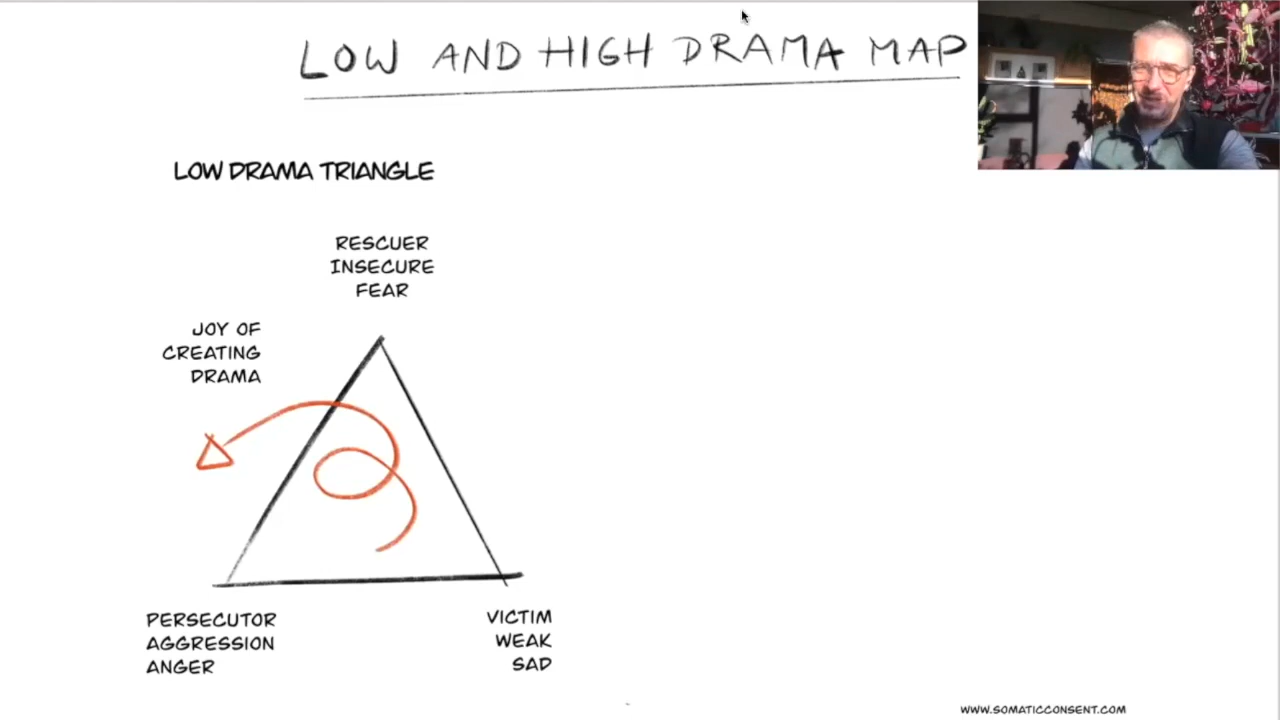 LOW AND HIGH DRAMA MAP
LOW DRAMA TRIANGLE
RESCUER
INSECURE
FEAR
JOY OF
CREATING
DRAMA
PERSECUTOR
AGGRESSION
ANGER
VICTIM
WEAK
SAD
WWW.SOMATICCONSENT.COM